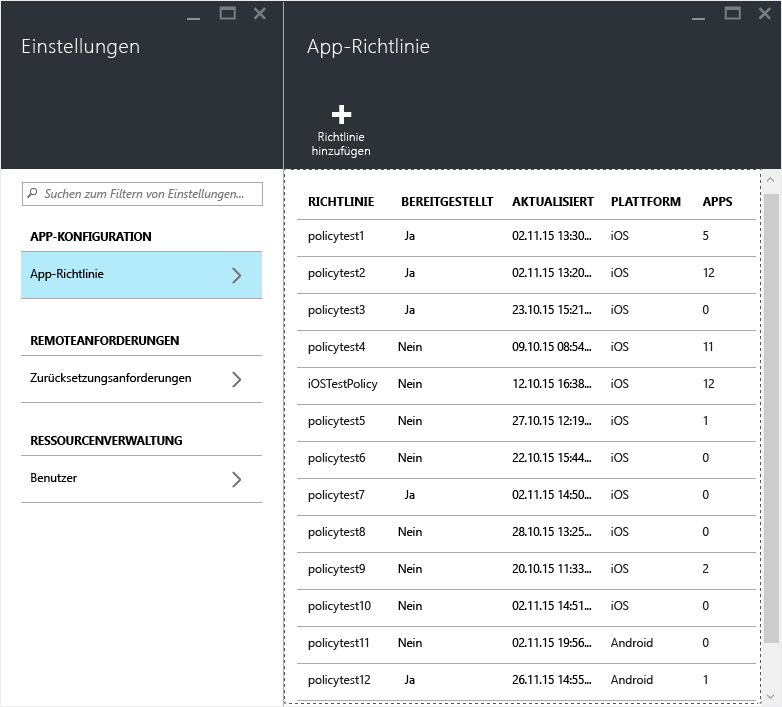 Einstellungen
Suchen zum Filtern von Einstellungen...
APP-KONFIGURATION
App-Richtlinie
REMOTEANFORDERUNGEN
Zurücksetzungsanforderungen
RESSOURCENVERWALTUNG
Benutzer
App-Richtlinie
Richtlinie
hinzufügen
RICHTLINIE BEREITGESTELLT AKTUALISIERT PLATTFORM APPS
policytest1 Ja 02.11.15 13:30... iOS 5
policytest2 Ja 02.11.15 13:20... iOS 12
policytest3 Ja 23.10.15 15:21... iOS 0
policytest4 Nein 09.10.15 08:54... iOS 11
iOSTestPolicy Nein 12.10.15 16:38... iOS 12
policytest5 Nein 27.10.15 12:19... iOS 1
policytest6 Nein 22.10.15 15:44... iOS 0
policytest7 Ja 02.11.15 14:50... iOS 0
policytest8 Nein 28.10.15 13:25... iOS 0
policytest9 Nein 20.10.15 11:33... iOS 2
policytest10 Nein 02.11.15 14:51... iOS 0
policytest11 Nein 02.11.15 19:56... Android 0
policytest12 Ja 26.11.15 14:55... Android 1